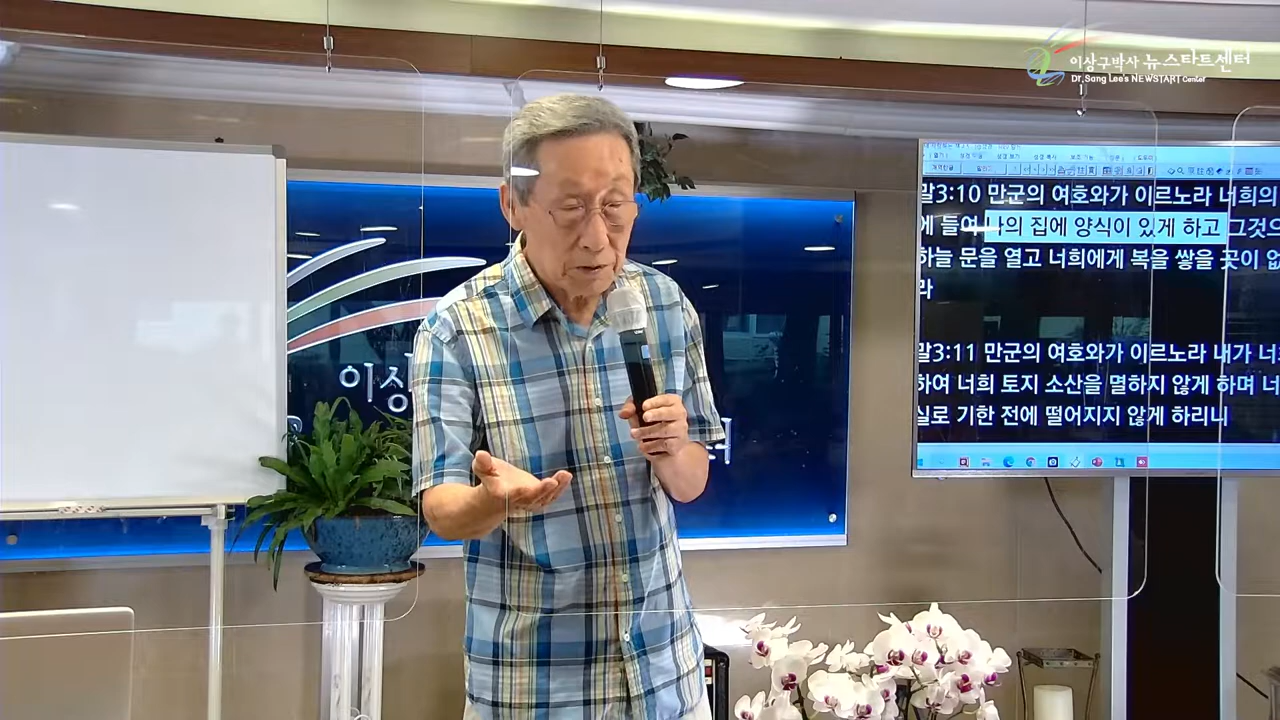 이상구박사 뉴스타트센터
Dr. Sang Lee's NEWSTART Center
말3:10 만군의 여호와가 이르노라 너희의
에 들여 나의 집에 양식이 있게 하고 그것으
하늘 문을 열고 너희에게 복을 쌓을 곳이 없
라
말3:11 만군의 여호와가 이르노라 내가 너
하여 너희 토지 소산을 멸하지 않게 하며 너
실로 기한 전에 떨어지지 않게 하리니
이상
터